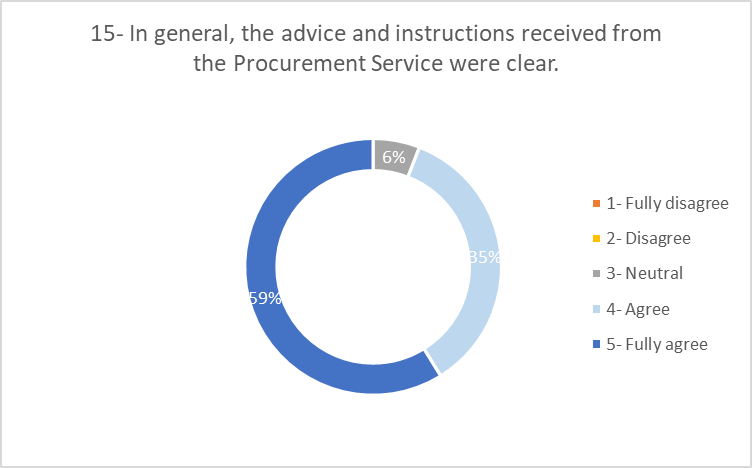 15- In general, the advice and instructions received from
the Procurement Service were clear.
6%
35%
59%
1- Fully disagree
2- Disagree
3- Neutral
4- Agree
5- Fully agree